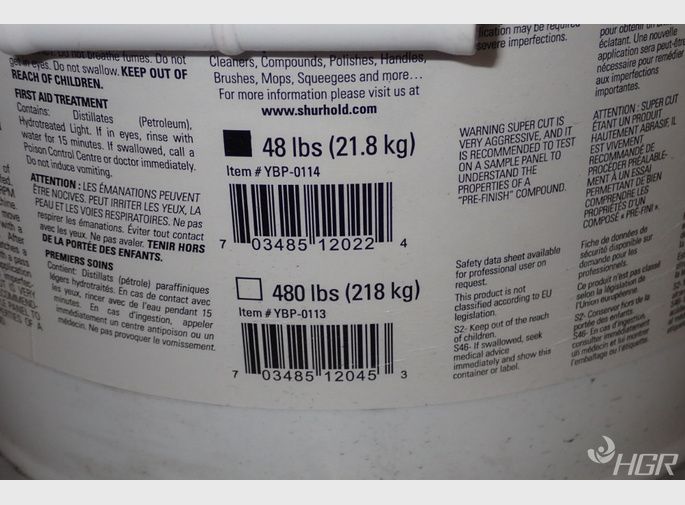 get in eyes. Do not breathe fumes. Do not
get in eyes. Do not swallow. KEEP OUT OF
REACH OF CHILDREN.
FIRST AID TREATMENT
Contains: Distillates (Petroleum),
Hydrotreated Light. If in eyes, rinse with
water for 15 minutes. If swallowed, call a
Poison Control Centre or doctor immediately.
Do not induce vomiting.
ATTENTION : LES ÉMANATIONS PEUVENT
ÊTRE NOCIVES. PEUT IRRITER LES YEUX, LA
PEAU ET LES VOIES RESPIRATOIRES. Ne pas
respirer les émanations. Éviter tout contact
avec les yeux. Ne pas avaler. TENIR HORS
DE LA PORTÉE DES ENFANTS.
PREMIERS SOINS
Contient: Distillats (pétrole) paraffiniques
légers hydrotraités. En cas de contact avec
les yeux, rincer avec de l'eau pendant 15
minutes. En cas d'ingestion, appeler
immédiatement un centre antipoison ou un
médecin. Ne pas provoquer le vomissement.
Cleaners, Compounds, Polishes, Handles,
Brushes, Mops, Squeegees and more...
For more information please visit us at
www.shurhold.com
48 lbs (21.8 kg)
Item # YBP-0114
7 03485 12022 4
480 lbs (218 kg)
Item # YBP-0113
7 03485 12045 3
lication may be required
severe imperfections.
WARNING SUPER CUT IS
VERY AGGRESSIVE, AND IT
IS RECOMMENDED TO TEST
ON A SAMPLE PANEL TO
UNDERSTAND THE
PROPERTIES OF A
"PRE-FINISH" COMPOUND.
Safety data sheet available
for professional user on
request.
This product is not
classified according to EU
legislation.
S2- Keep out of the reach
of children.
S46- If swallowed, seek
medical advice
immediately and show this
container or label.
pour obtenir un
éclatant. Une nouvelle
application sera peut-être
nécessaire pour remédier
aux imperfections
importantes.
ATTENTION : SUPER CUT
ÉTANT UN PRODUIT
HAUTEMENT ABRASIF, IL
EST VIVEMENT
RECOMMANDÉ DE
PROCÉDER PRÉALABLE-
MENT À UN ESSAI
PERMETTANT DE BIEN
COMPRENDRE LES
PROPRIÉTÉS D'UN
COMPOSÉ « PRÉ-FINI ».
Fiche de données de
sécurité disponible sur
demande pour les
professionnels.
Ce produit n'est pas classé
selon la législation de
l'Union européenne.
S2- Conserver hors de la
portée des enfants
S46- En cas d'ingestion,
consulter immédiatement
un médecin et lui montrer
l'emballage ou l'étiquette.
HGR